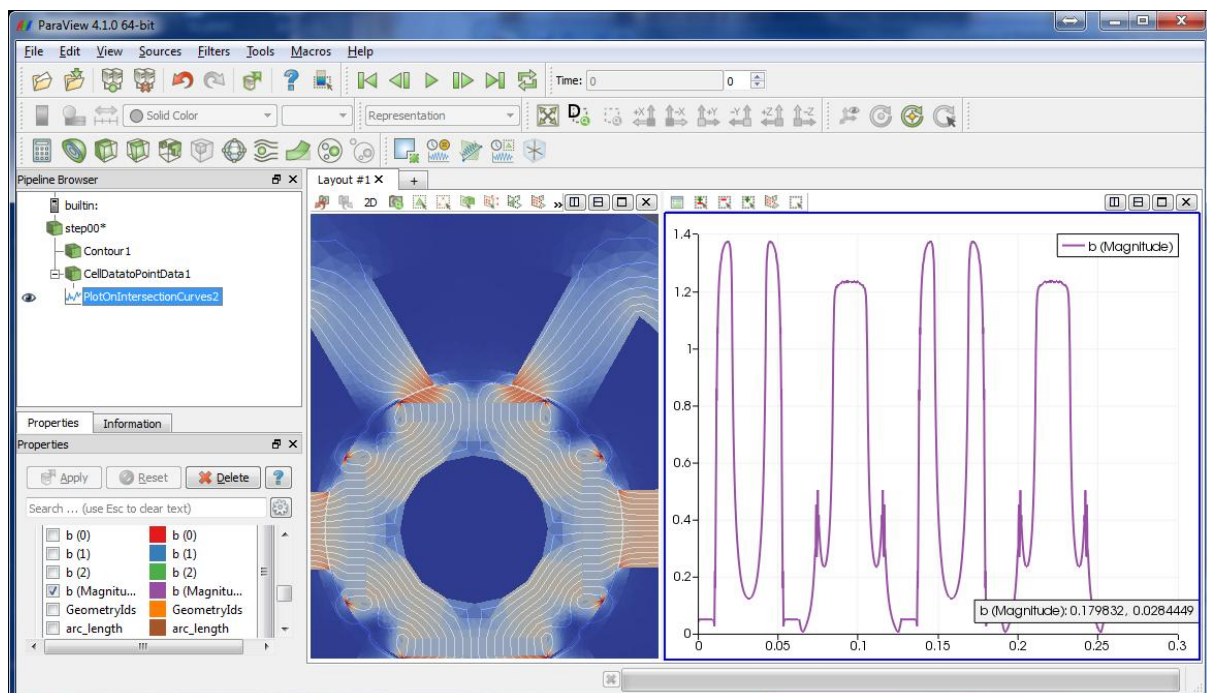 ParaView 4.1.0 64-bit
File Edit View Sources Filters Tools Macros Help
Time: 0 0
Solid Color Representation
Pipeline Browser
builtin:
step00*
Contour1
CellDatatoPointData1
PlotOnIntersectionCurves2
Properties Information
Properties
Apply Reset Delete ?
Search ... (use Esc to clear text)
b (0) b (0)
b (1) b (1)
b (2) b (2)
b (Magnitu... b (Magnitu...
GeometryIds GeometryIds
arc_length arc_length
Layout #1 +
2D
+X -X +Y -Y +Z -Z
b (Magnitude)
1.4
1.2
1
0.8
0.6
0.4
0.2
0
b (Magnitude): 0.179832, 0.0284449
0 0.05 0.1 0.15 0.2 0.25 0.3